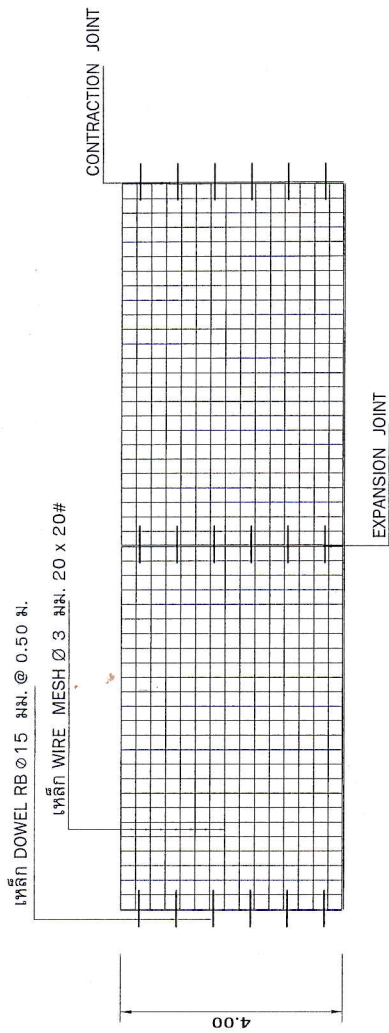 เหล็ก DOWEL RB Ø 15 มม. @ 0.50 ม.
เหล็ก WIRE MESH Ø 3 มม. 20 x 20#
CONTRACTION JOINT
4.00
EXPANSION JOINT